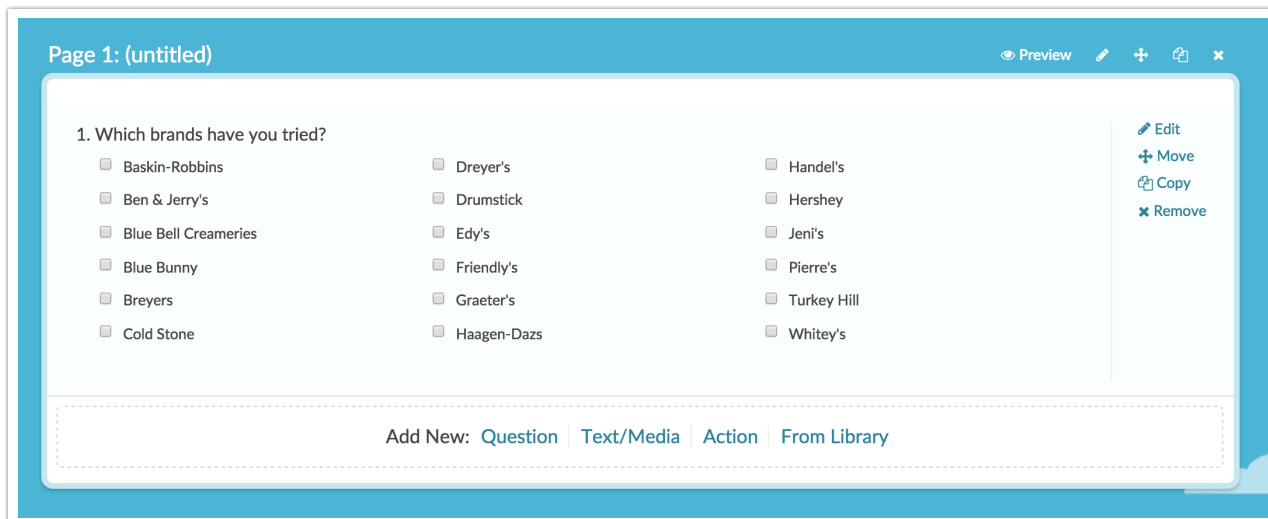 Page 1: (untitled)
Preview
1. Which brands have you tried?
Baskin-Robbins
Ben & Jerry's
Blue Bell Creameries
Blue Bunny
Breyers
Cold Stone
Dreyer's
Drumstick
Edy's
Friendly's
Graeter's
Haagen-Dazs
Handel's
Hershey
Jeni's
Pierre's
Turkey Hill
Whitey's
Edit
Move
Copy
Remove
Add New: Question Text/Media Action From Library